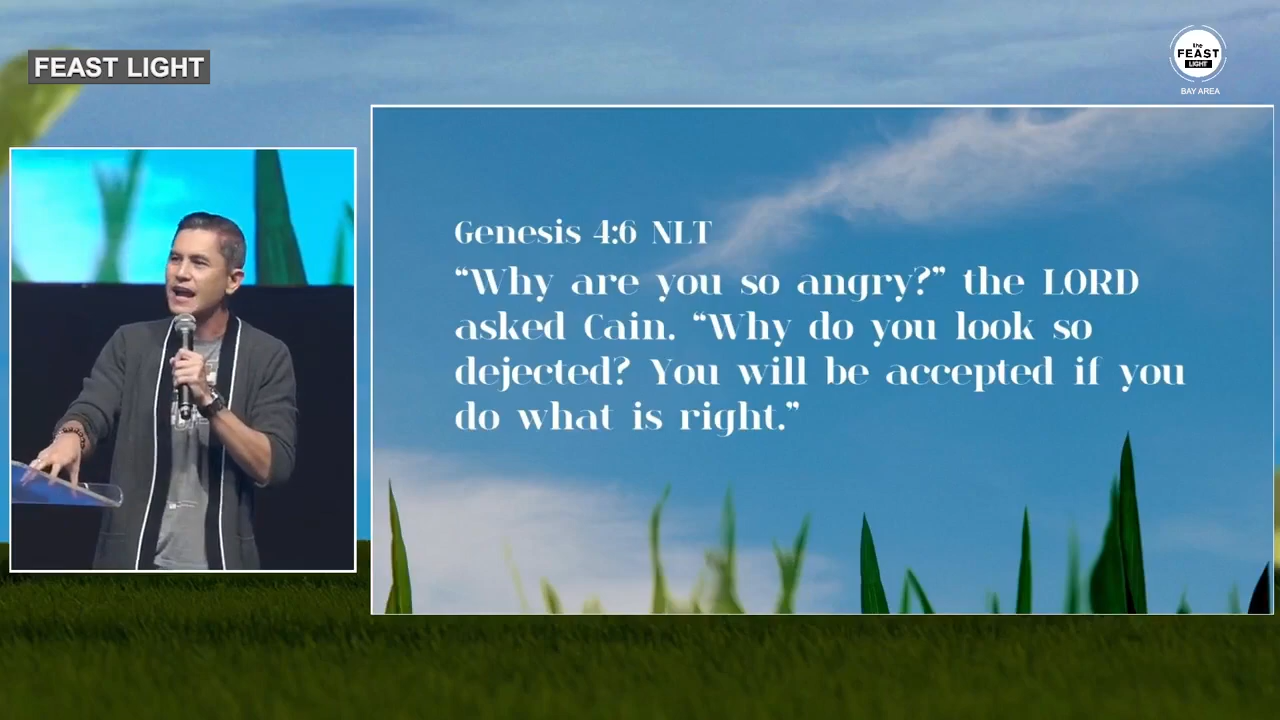 FEAST LIGHT
the
FEAST
LIGHT
BAY AREA
Genesis 4:6 NLT
“Why are you so angry?” the LORD
asked Cain. “Why do you look so
dejected? You will be accepted if you
do what is right.”